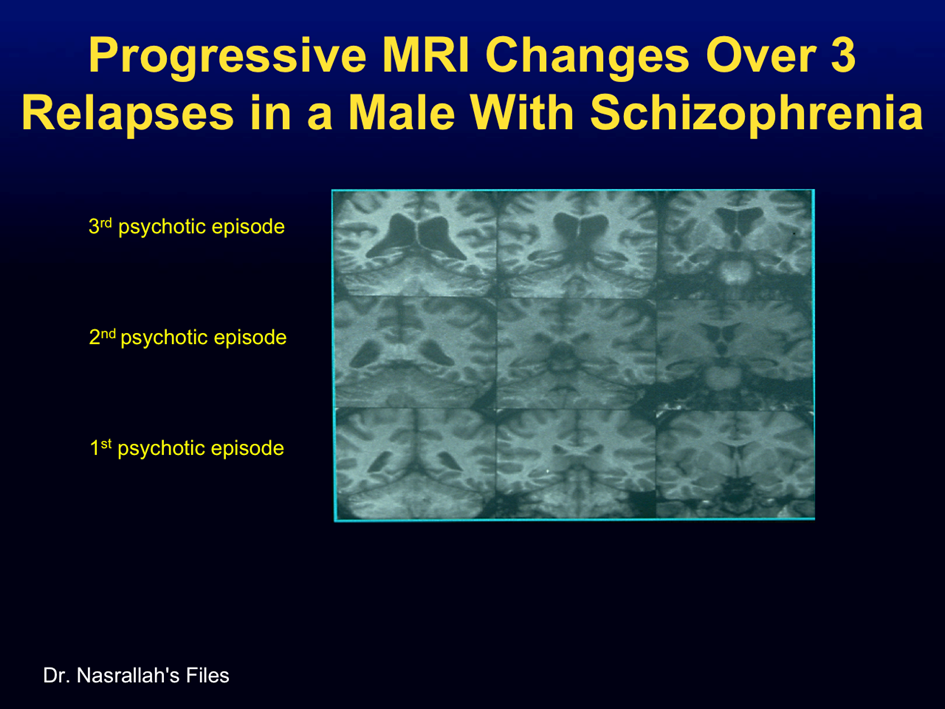 Progressive MRI Changes Over 3
Relapses in a Male With Schizophrenia
3rd psychotic episode
2nd psychotic episode
1st psychotic episode
Dr. Nasrallah's Files